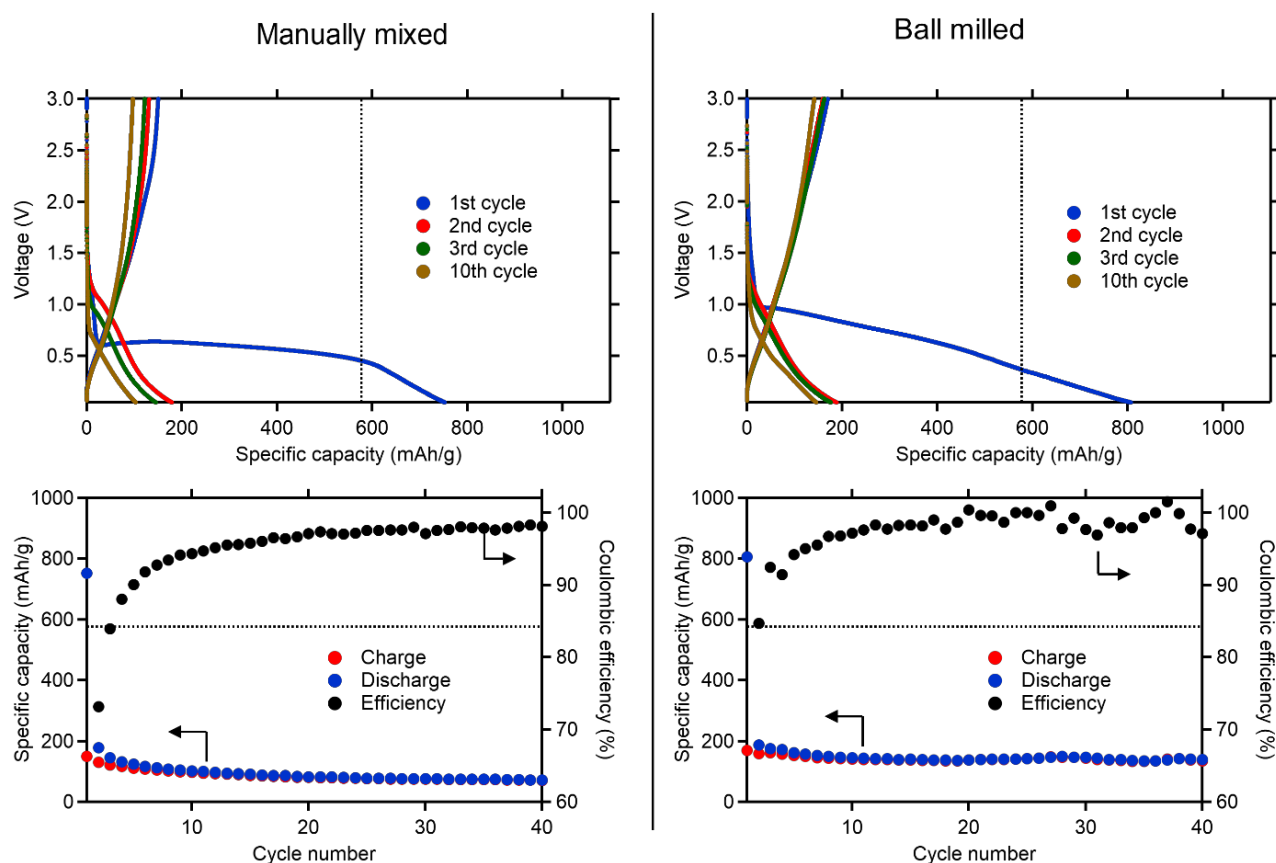 Manually mixed
Ball milled
3.0
2.5
2.0
1.5
1.0
0.5
Voltage (V)
1st cycle
2nd cycle
3rd cycle
10th cycle
0
200
400
600
800
1000
Specific capacity (mAh/g)
3.0
2.5
2.0
1.5
1.0
0.5
Voltage (V)
1st cycle
2nd cycle
3rd cycle
10th cycle
0
200
400
600
800
1000
Specific capacity (mAh/g)
1000
800
600
400
200
0
Specific capacity (mAh/g)
Charge
Discharge
Efficiency
100
90
80
70
60
Coulombic efficiency (%)
10
20
30
40
Cycle number
1000
800
600
400
200
0
Specific capacity (mAh/g)
Charge
Discharge
Efficiency
100
90
80
70
60
Coulombic efficiency (%)
10
20
30
40
Cycle number